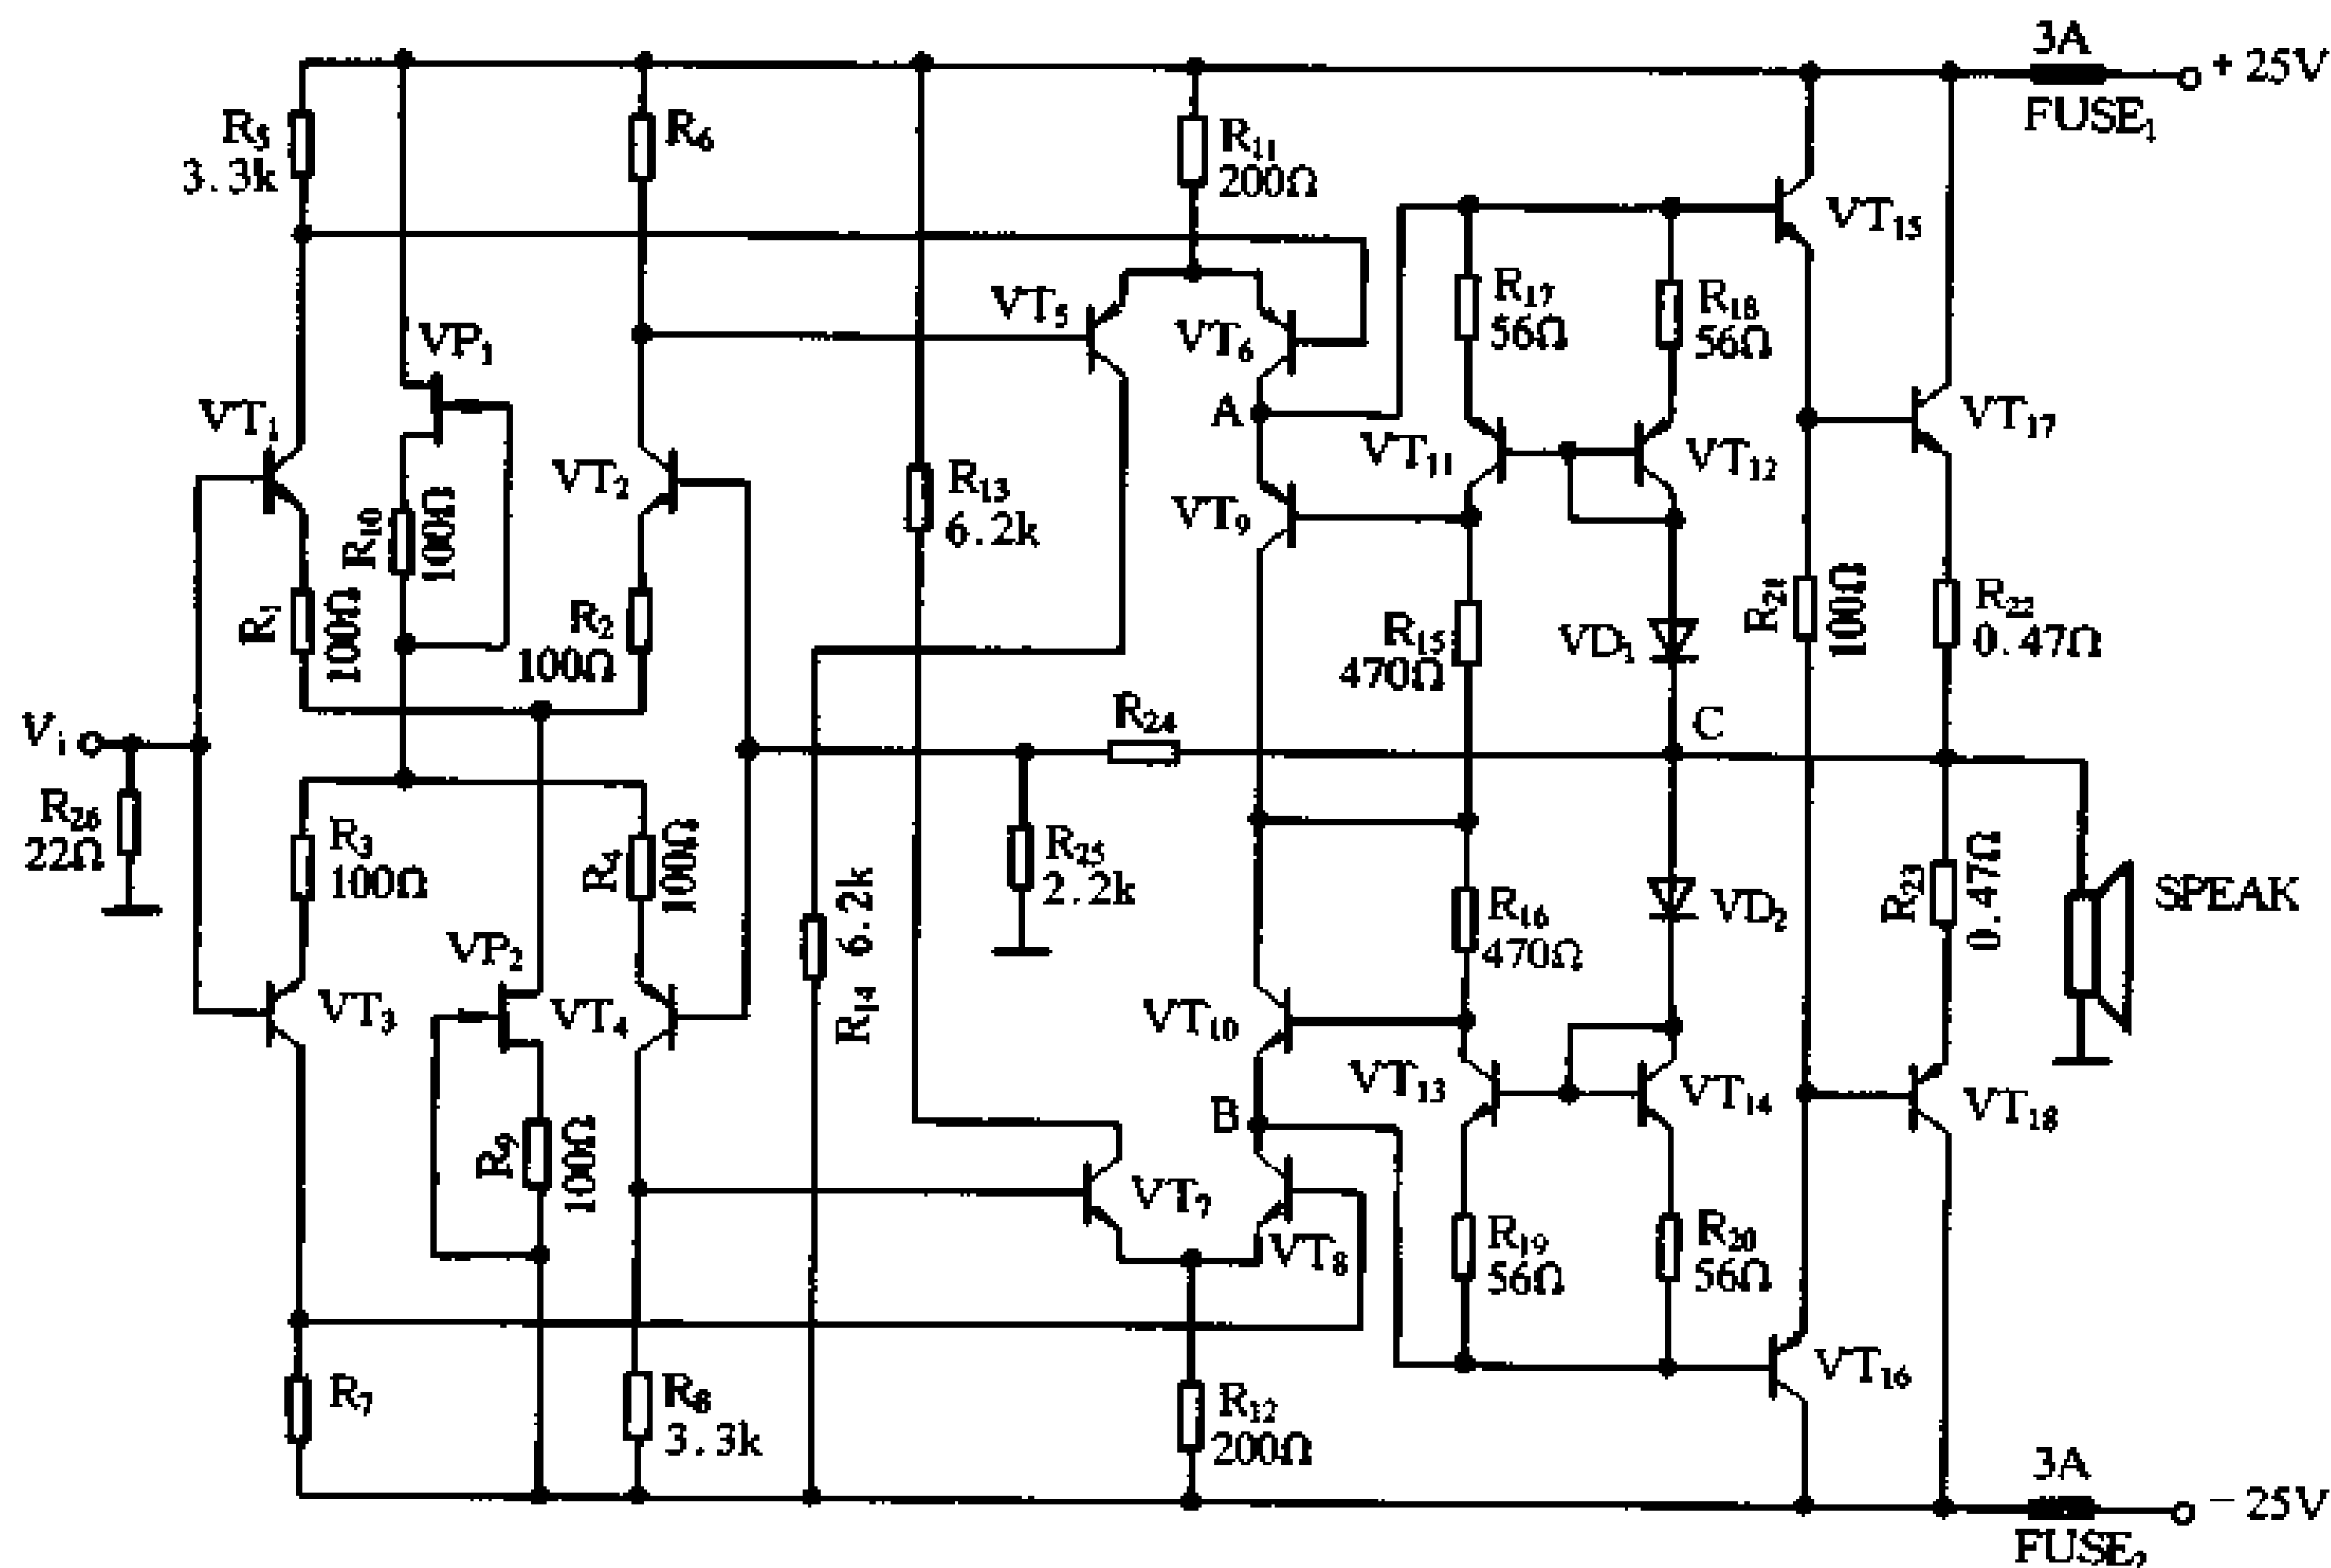 3A
+ 25V
FUSE₁
R₅
3.3k
R₆
R₁₁
200Ω
VT₁₅
VT₅
VT₆
R₁₇
56Ω
R₁₈
56Ω
VP₁
VT₁
VT₂
A
VT₁₁
VT₁₂
VT₁₇
R₁₃
6.2k
VT₉
R₁₀
100Ω
R₁
100Ω
R₂
100Ω
R₁₅
470Ω
VD₁
R₂₁
100Ω
R₂₂
0.47Ω
Vᵢ
R₂₄
C
R₂₆
22Ω
R₃
100Ω
R₄
100Ω
R₂₅
2.2k
R₁₄ 6.2k
R₁₆
470Ω
VD₂
R₂₃
0.47Ω
SPEAK
VP₂
VT₃
VT₄
VT₁₀
VT₁₃
VT₁₄
VT₁₈
B
R₉
100Ω
VT₇
VT₈
R₁₉
56Ω
R₂₀
56Ω
VT₁₆
R₇
R₈
3.3k
R₁₂
200Ω
3A
− 25V
FUSE₂